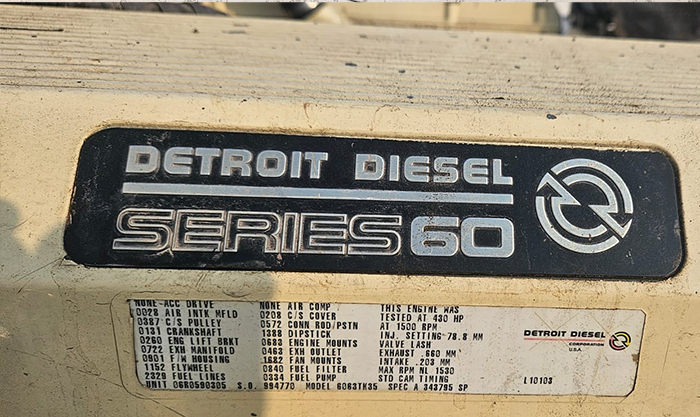 DETROIT DIESEL
SERIES 60
NONE-ACC DRIVE
0028 AIR INTK MFLD
0387 C/S PULLEY
0131 CRANKSHAFT
0260 ENG LIFT BRKT
0722 EXH MANIFOLD
0801 F/W HOUSING
1152 FLYWHEEL
2329 FUEL LINES
NONE AIR COMP
0208 C/S COVER
0572 CONN ROD/PSTN
1388 DIPSTICK
0683 ENGINE MOUNTS
0463 EXH OUTLET
1182 FAN MOUNTS
0840 FUEL FILTER
0334 FUEL PUMP
THIS ENGINE WAS
TESTED AT 430 HP
AT 1500 RPM
INJ. SETTING 78.8 MM
VALVE LASH
EXHAUST .660 MM
INTAKE .203 MM
MAX RPM NL 1530
STD CAM TIMING
UNIT 06R0590305 S.O. 994770 MODEL 6063TK35 SPEC A 343795 SP
DETROIT DIESEL
CORPORATION
U.S.A.
L10103